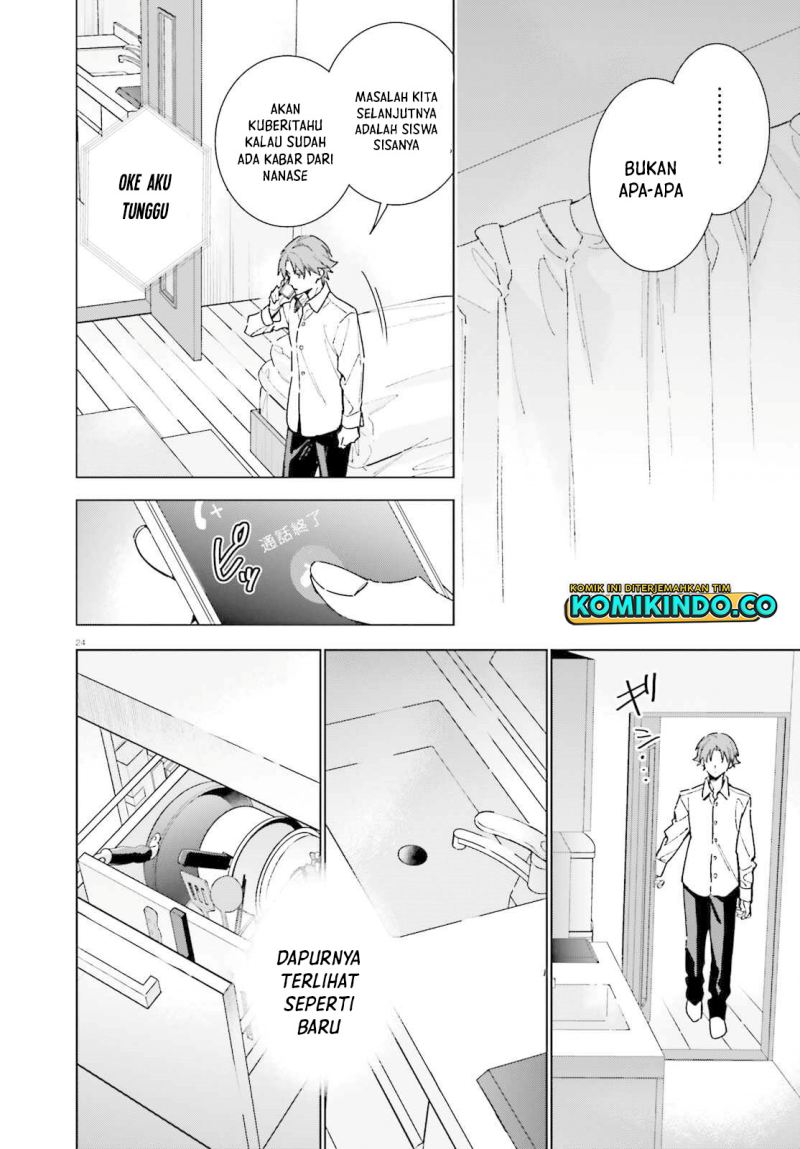 ………
BUKAN
APA-APA
MASALAH KITA
SELANJUTNYA
ADALAH SISWA
SISANYA
AKAN
KUBERITAHU
KALAU SUDAH
ADA KABAR DARI
NANASE
OKE AKU
TUNGGU
通話終了
ピッ
KOMIK INI DITERJEMAHKAN TIM
KOMIKINDO.CO
24
ギッ
DAPURNYA
TERLIHAT
SEPERTI
BARU